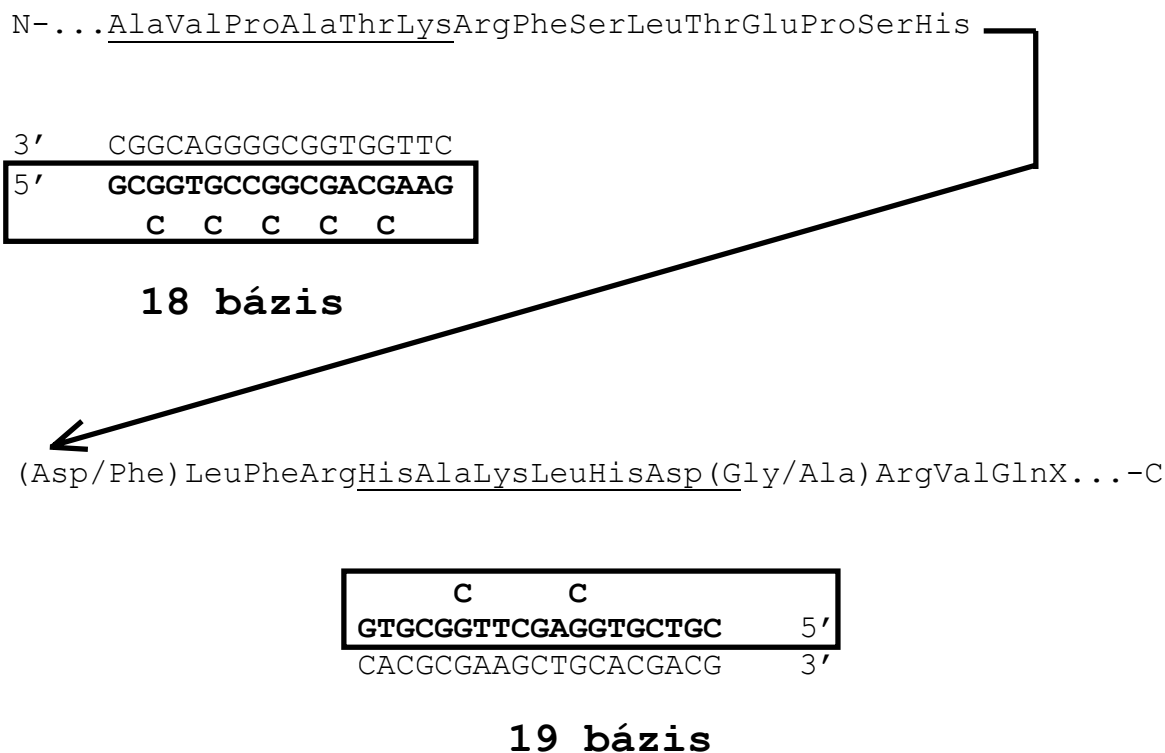 N-...AlaValProAlaThrLysArgPheSerLeuThrGluProSerHis
3’ CGGCAGGGGCGGTGGTTC
5’ GCGGTGCCGGCGACGAAG
C C C C C
18 bázis
(Asp/Phe)LeuPheArgHisAlaLysLeuHisAsp(Gly/Ala)ArgValGlnX...-C
C C
GTGCGGTTCGAGGTGCTGC 5’
CACGCGAAGCTGCACGACG 3’
19 bázis